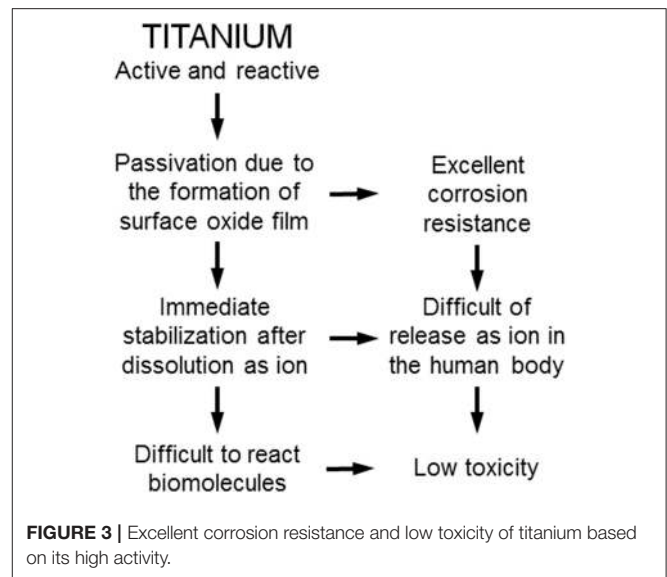 TITANIUM
Active and reactive
Passivation due to
the formation of
surface oxide film
Excellent
corrosion
resistance
Immediate
stabilization after
dissolution as ion
Difficult of
release as ion in
the human body
Difficult to react
biomolecules
Low toxicity
FIGURE 3 | Excellent corrosion resistance and low toxicity of titanium based
on its high activity.